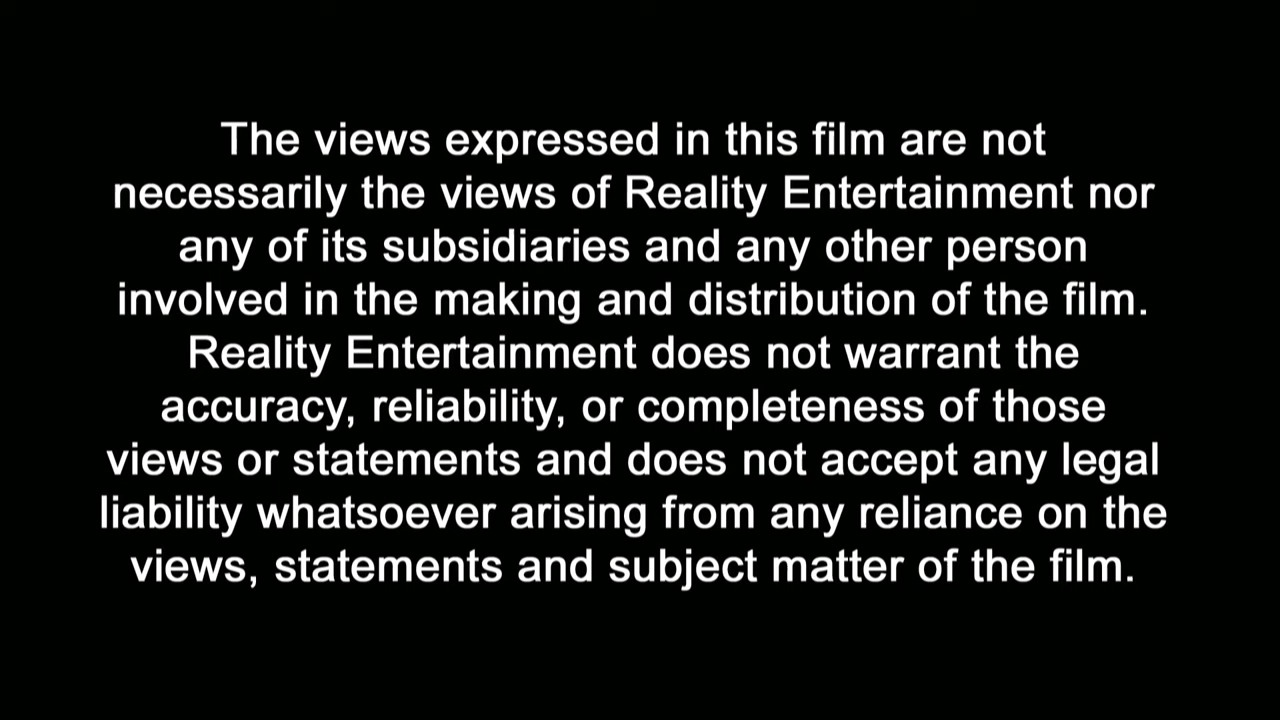 The views expressed in this film are not
necessarily the views of Reality Entertainment nor
any of its subsidiaries and any other person
involved in the making and distribution of the film.
Reality Entertainment does not warrant the
accuracy, reliability, or completeness of those
views or statements and does not accept any legal
liability whatsoever arising from any reliance on the
views, statements and subject matter of the film.